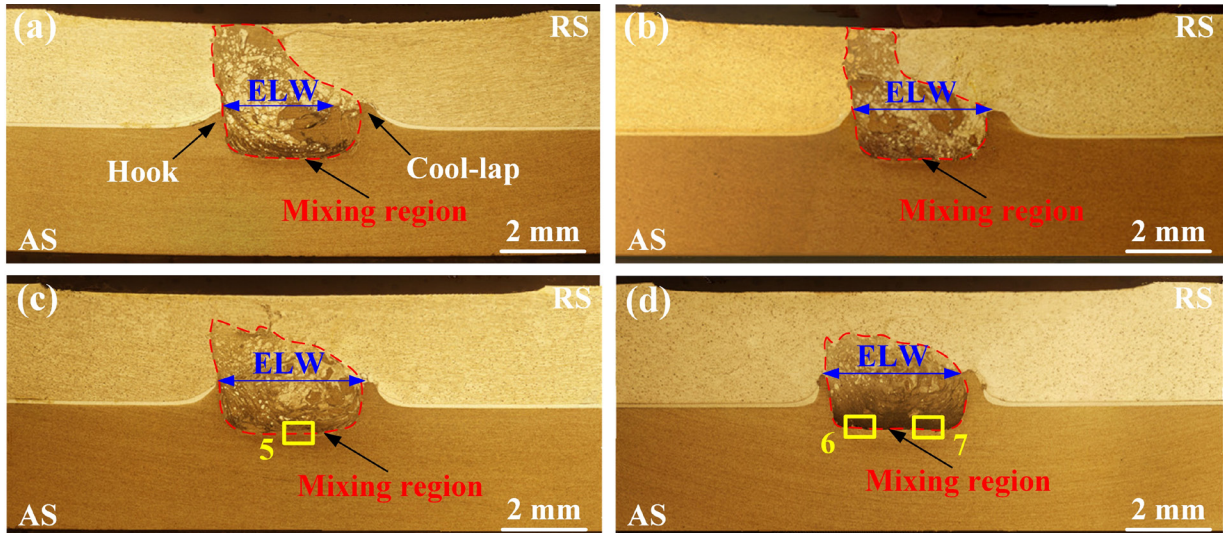 (a)
RS
ELW
Hook
Cool-lap
Mixing region
AS
2 mm
(b)
RS
ELW
Mixing region
AS
2 mm
(c)
RS
ELW
5
Mixing region
AS
2 mm
(d)
RS
ELW
6
7
Mixing region
AS
2 mm